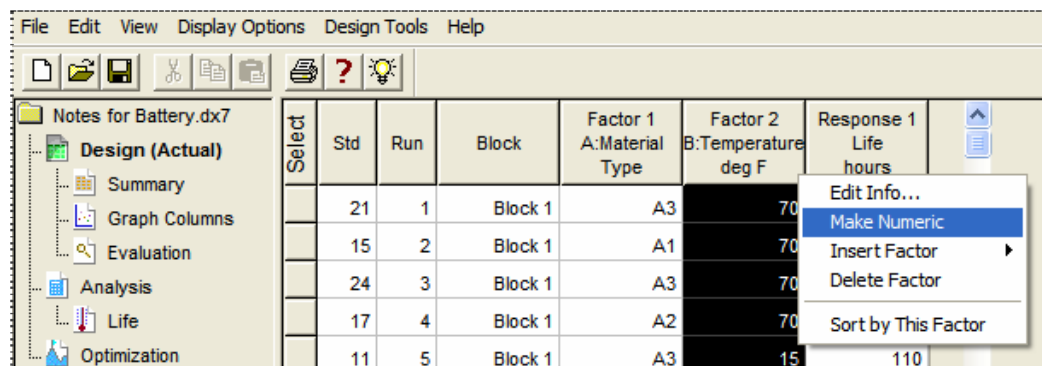 File Edit View Display Options Design Tools Help
Notes for Battery.dx7
Design (Actual)
Summary
Graph Columns
Evaluation
Analysis
Life
Optimization
Select
Std
Run
Block
Factor 1
A:Material
Type
Factor 2
B:Temperature
deg F
Response 1
Life
hours
21 1 Block 1 A3 70
15 2 Block 1 A1 70
24 3 Block 1 A3 70
17 4 Block 1 A2 70
11 5 Block 1 A3 15 110
Edit Info...
Make Numeric
Insert Factor
Delete Factor
Sort by This Factor